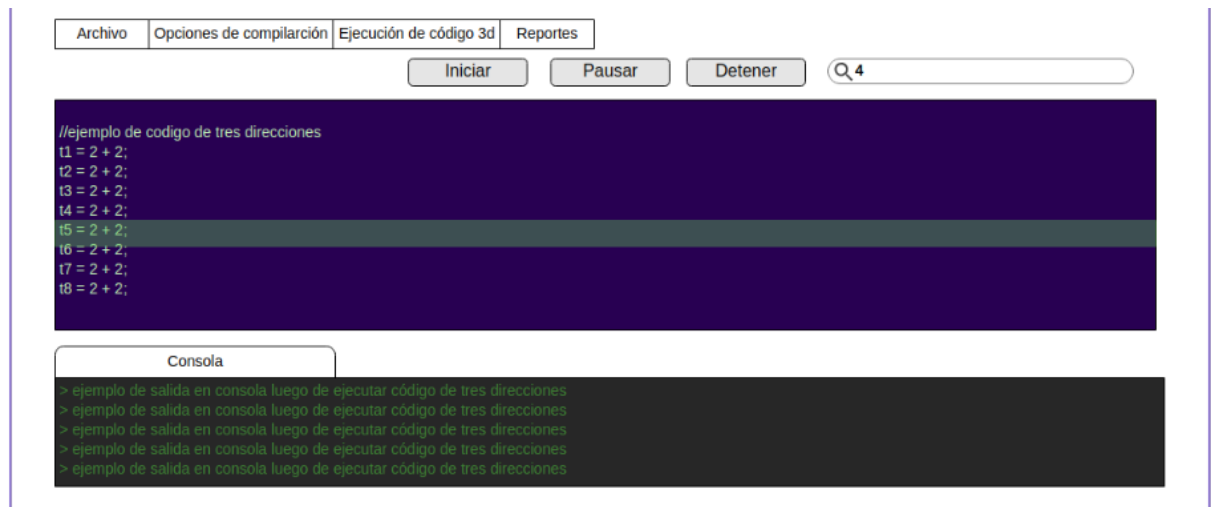 Archivo Opciones de compilarción Ejecución de código 3d Reportes
Iniciar Pausar Detener 4
//ejemplo de codigo de tres direcciones
t1 = 2 + 2;
t2 = 2 + 2;
t3 = 2 + 2;
t4 = 2 + 2;
t5 = 2 + 2;
t6 = 2 + 2;
t7 = 2 + 2;
t8 = 2 + 2;
Consola
> ejemplo de salida en consola luego de ejecutar código de tres direcciones
> ejemplo de salida en consola luego de ejecutar código de tres direcciones
> ejemplo de salida en consola luego de ejecutar código de tres direcciones
> ejemplo de salida en consola luego de ejecutar código de tres direcciones
> ejemplo de salida en consola luego de ejecutar código de tres direcciones